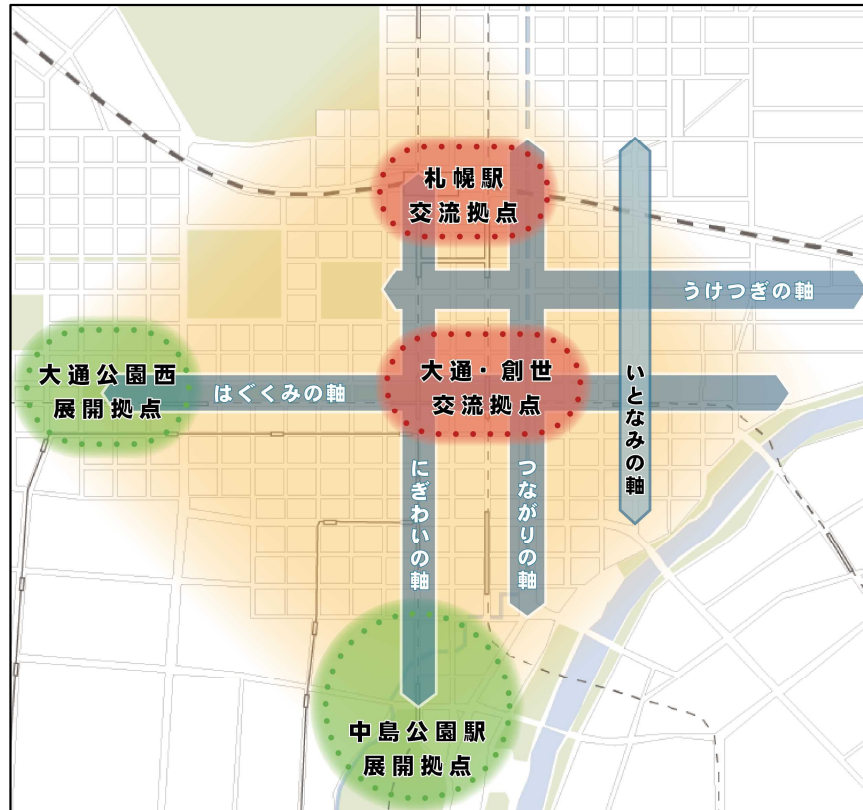 札幌駅
交流拠点
うけつぎの軸
大通公園西
展開拠点
はぐくみの軸
大通・創世
交流拠点
いとなみの軸
にぎわいの軸
つながりの軸
中島公園駅
展開拠点